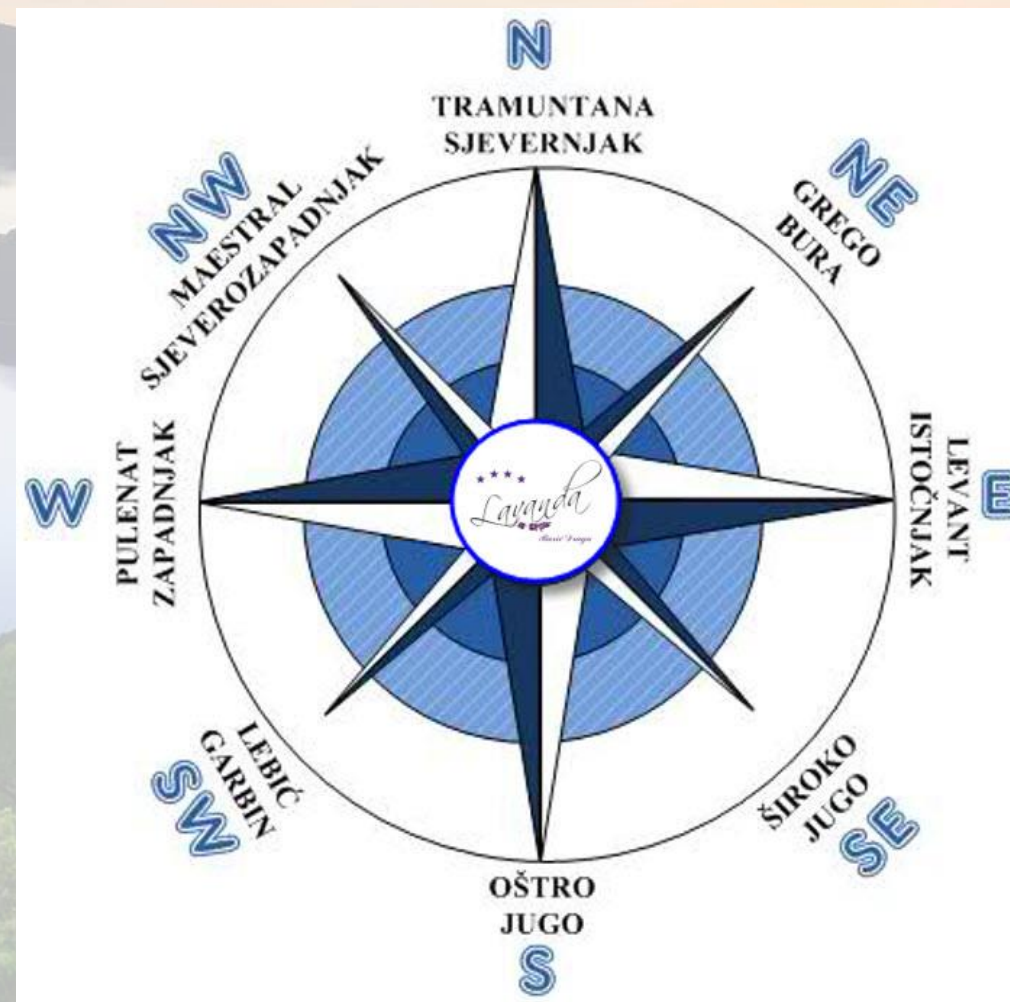 N
TRAMUNTANA
SJEVERNJAK
NW
MAESTRAL
SJEVEROZAPADNJAK
NE
GREGO
BURA
W
PULENAT
ZAPADNJAK
Lavanda
E
LEVANT
ISTOČNJAK
SW
LEBIĆ
GARBIN
ŠIROKO
JUGO
SE
OŠTRO
JUGO
S